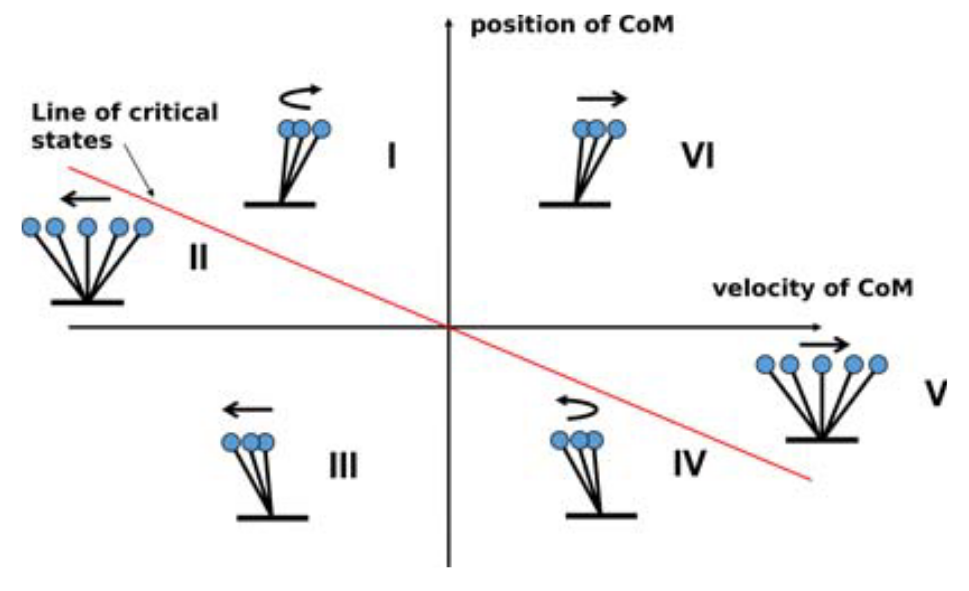 position of CoM
Line of critical
states
I
VI
II
velocity of CoM
V
III
IV